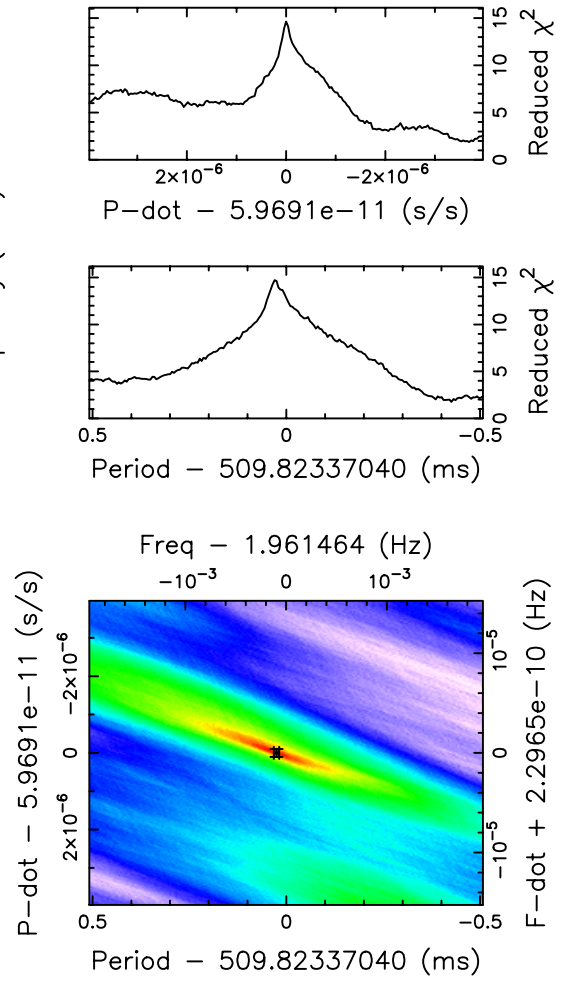 0 5 10 15
Reduced χ²
2×10⁻⁶ 0 −2×10⁻⁶
P−dot − 5.9691e−11 (s/s)
0 5 10 15
Reduced χ²
0.5 0 −0.5
Period − 509.82337040 (ms)
Freq − 1.961464 (Hz)
−10⁻³ 0 10⁻³
P−dot − 5.9691e−11 (s/s)
−2×10⁻⁶ 0 2×10⁻⁶
10⁻⁵ 0 −10⁻⁵
F−dot + 2.2965e−10 (Hz)
0.5 0 −0.5
Period − 509.82337040 (ms)